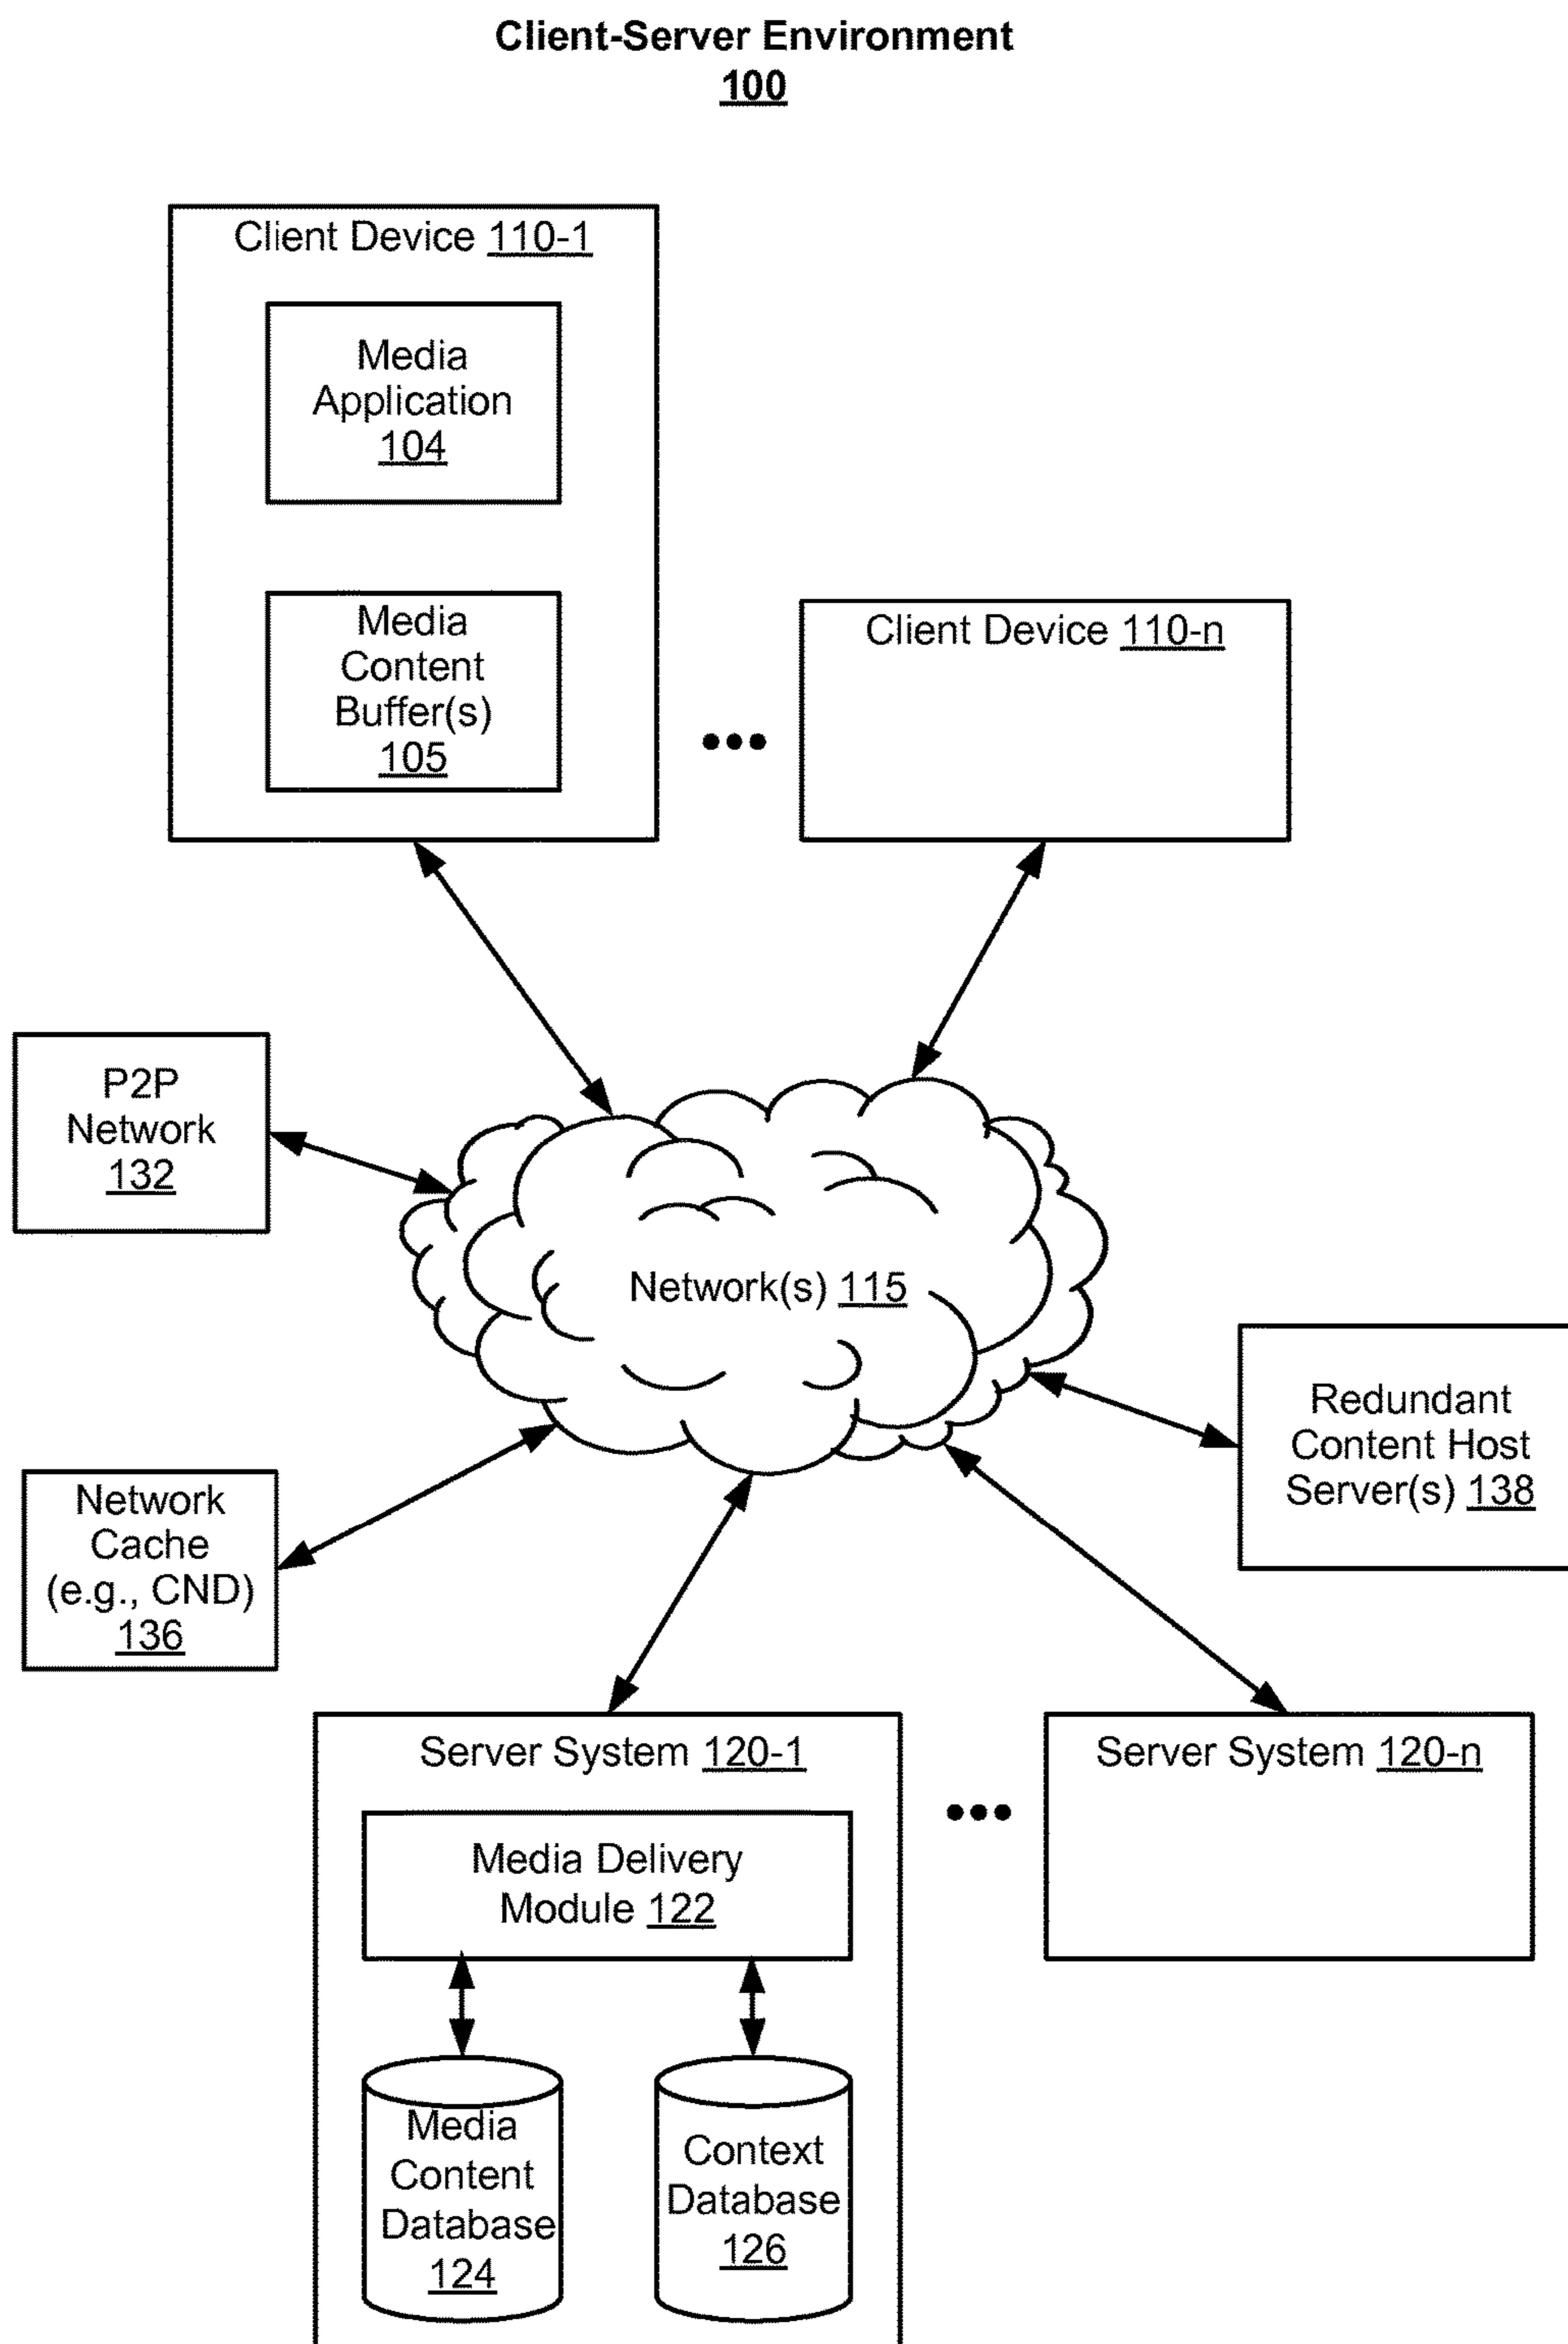 Client-Server Environment
100
Client Device 110-1
Media
Application
104
Media
Content
Buffer(s)
105
Client Device 110-n
P2P
Network
132
Network(s) 115
Redundant
Content Host
Server(s) 138
Network
Cache
(e.g., CND)
136
Server System 120-1
Media Delivery
Module 122
Media
Content
Database
124
Context
Database
126
Server System 120-n